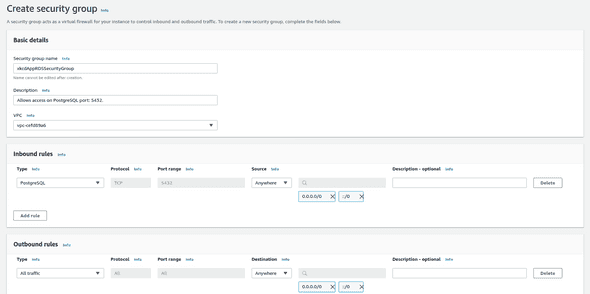 Create security group Info
A security group acts as a virtual firewall for your instance to control inbound and outbound traffic. To create a new security group, complete the fields below.
Basic details
Security group name Info
Name cannot be edited after creation.
Description Info
Allows access on PostgreSQL port: 5432.
VPC Info
Inbound rules Info
Type Info Protocol Info Port range Info Source Info Description - optional Info
PostgreSQL TCP 5432 Anywhere Delete
0.0.0.0/0 ::/0
Add rule
Outbound rules Info
Type Info Protocol Info Port range Info Destination Info Description - optional Info
All traffic All All Anywhere Delete
0.0.0.0/0 ::/0